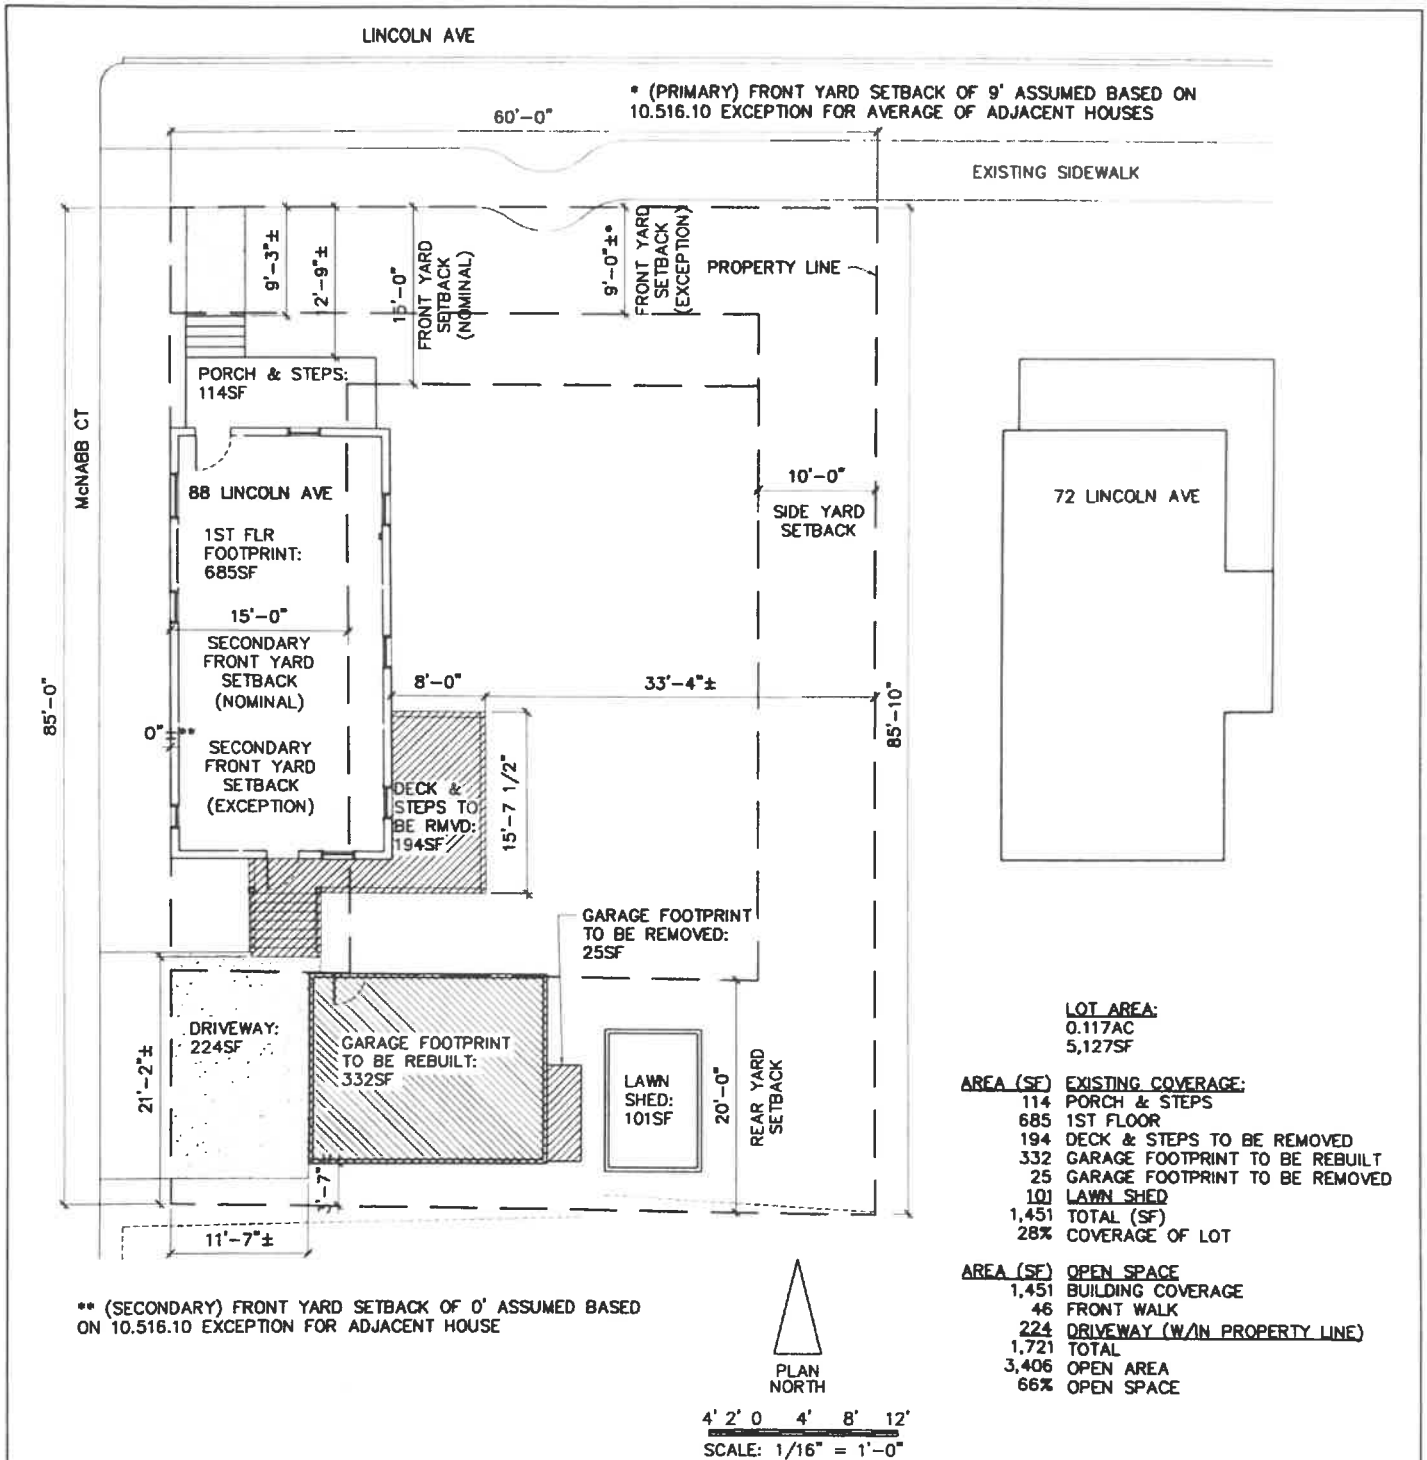 LINCOLN AVE
* (PRIMARY) FRONT YARD SETBACK OF 9' ASSUMED BASED ON
10.516.10 EXCEPTION FOR AVERAGE OF ADJACENT HOUSES
60'-0"
EXISTING SIDEWALK
9'-3"±
12'-9"±
15'-0"
FRONT YARD
SETBACK
(NOMINAL)
9'-0"±*
FRONT YARD
SETBACK
(EXCEPTION)
PROPERTY LINE
PORCH & STEPS:
114SF
McNABB CT
88 LINCOLN AVE
1ST FLR
FOOTPRINT:
685SF
10'-0"
SIDE YARD
SETBACK
72 LINCOLN AVE
15'-0"
SECONDARY
FRONT YARD
SETBACK
(NOMINAL)
8'-0"
33'-4"±
85'-0"
85'-10"
0"
**
SECONDARY
FRONT YARD
SETBACK
(EXCEPTION)
DECK &
STEPS TO
BE RMVD:
194SF
15'-7 1/2"
GARAGE FOOTPRINT
TO BE REMOVED:
25SF
DRIVEWAY:
224SF
21'-2"±
GARAGE FOOTPRINT
TO BE REBUILT:
332SF
LAWN
SHED:
101SF
20'-0"
REAR YARD
SETBACK
11'-7"±
LOT AREA:
0.117AC
5,127SF
AREA (SF) EXISTING COVERAGE:
114 PORCH & STEPS
685 1ST FLOOR
194 DECK & STEPS TO BE REMOVED
332 GARAGE FOOTPRINT TO BE REBUILT
25 GARAGE FOOTPRINT TO BE REMOVED
101 LAWN SHED
1,451 TOTAL (SF)
28% COVERAGE OF LOT
AREA (SF) OPEN SPACE
1,451 BUILDING COVERAGE
46 FRONT WALK
224 DRIVEWAY (W/IN PROPERTY LINE)
1,721 TOTAL
3,406 OPEN AREA
66% OPEN SPACE
** (SECONDARY) FRONT YARD SETBACK OF 0' ASSUMED BASED
ON 10.516.10 EXCEPTION FOR ADJACENT HOUSE
PLAN
NORTH
4' 2' 0 4' 8' 12'
SCALE: 1/16" = 1'-0"